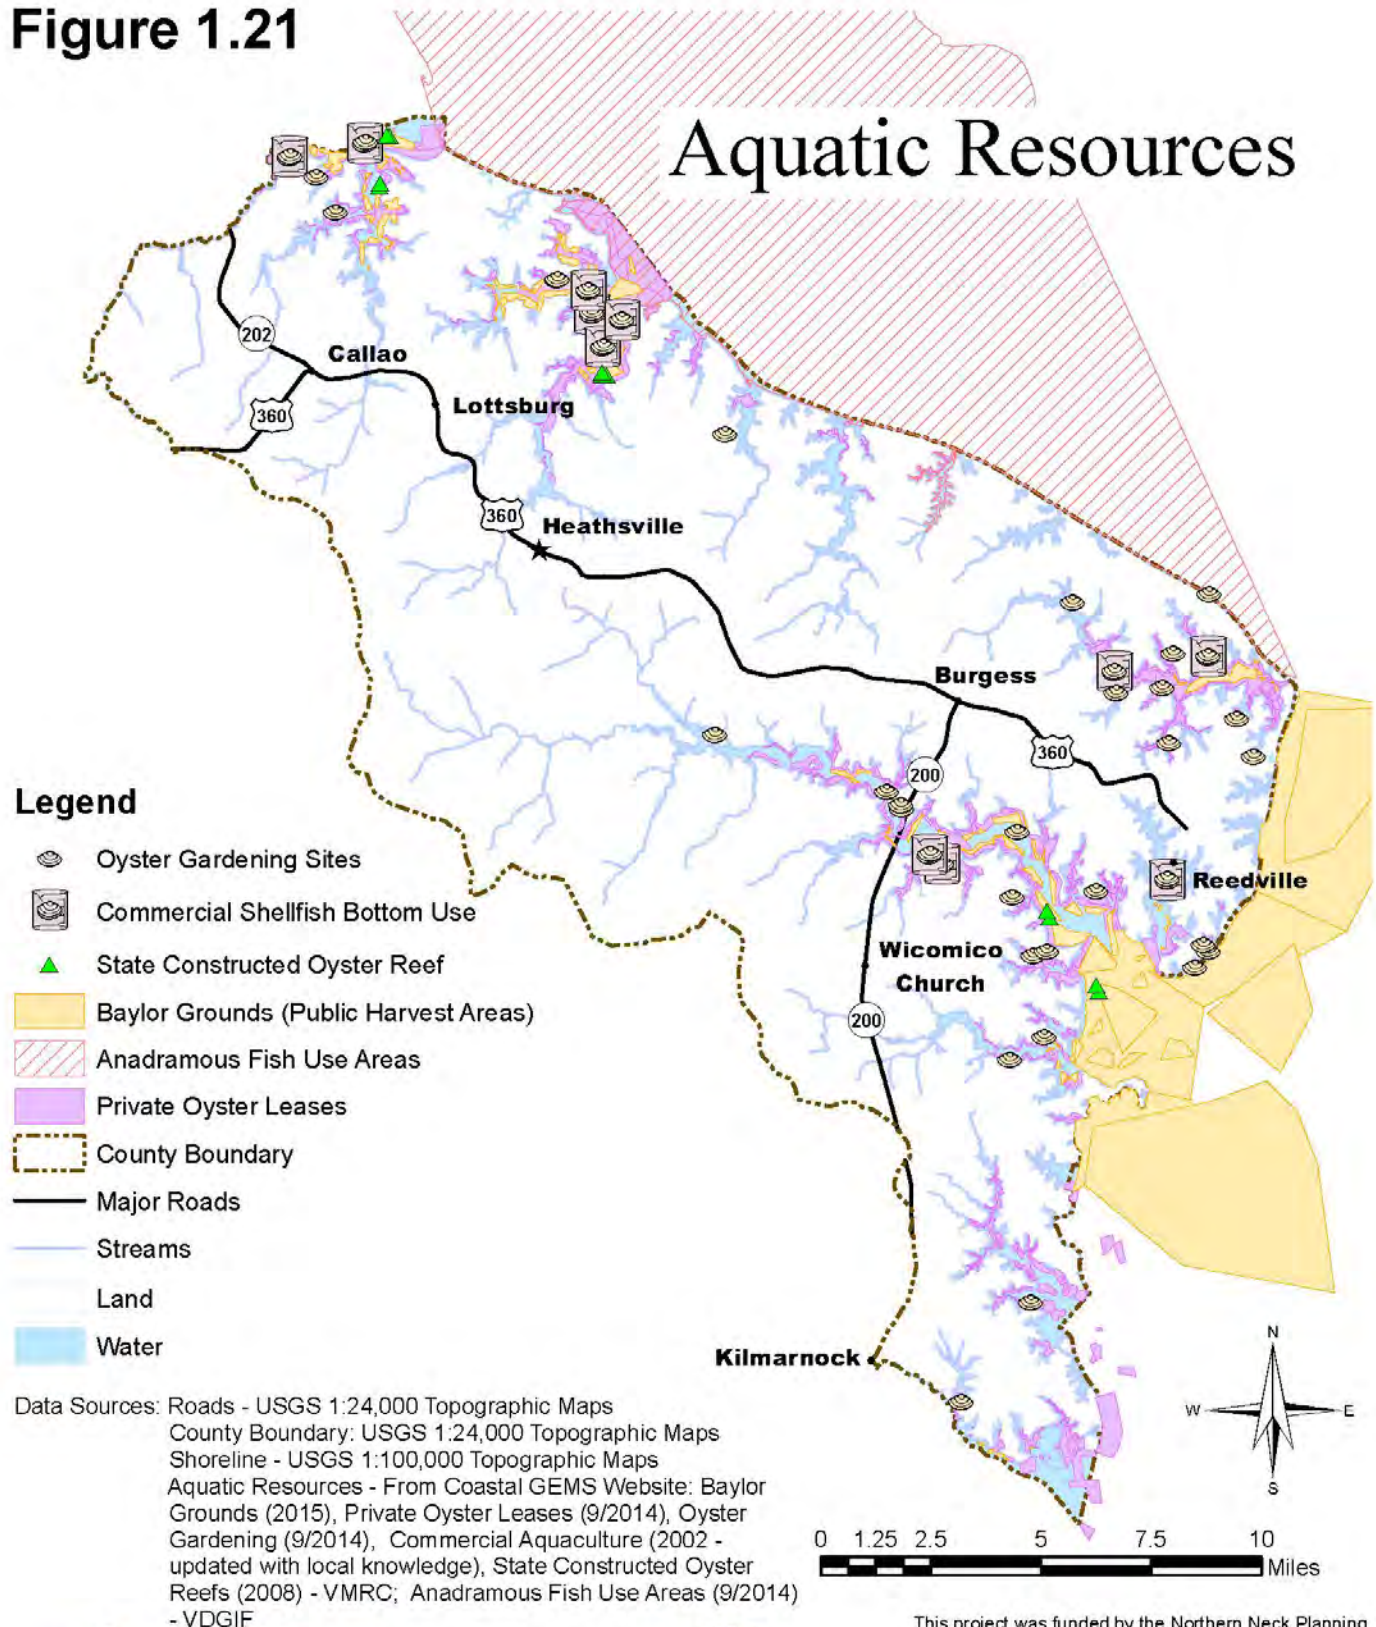 Figure 1.21
Aquatic Resources
202
Callao
360
Lottsburg
360
Heathsville
Burgess
360
200
Reedville
Wicomico
Church
200
Kilmarnock
Legend
Oyster Gardening Sites
Commercial Shellfish Bottom Use
State Constructed Oyster Reef
Baylor Grounds (Public Harvest Areas)
Anadramous Fish Use Areas
Private Oyster Leases
County Boundary
Major Roads
Streams
Land
Water
N
W E
S
Data Sources: Roads - USGS 1:24,000 Topographic Maps
County Boundary: USGS 1:24,000 Topographic Maps
Shoreline - USGS 1:100,000 Topographic Maps
Aquatic Resources - From Coastal GEMS Website: Baylor
Grounds (2015), Private Oyster Leases (9/2014), Oyster
Gardening (9/2014), Commercial Aquaculture (2002 -
updated with local knowledge), State Constructed Oyster
Reefs (2008) - VMRC; Anadramous Fish Use Areas (9/2014)
- VDGIF
0 1.25 2.5 5 7.5 10
Miles
This project was funded by the Northern Neck Planning